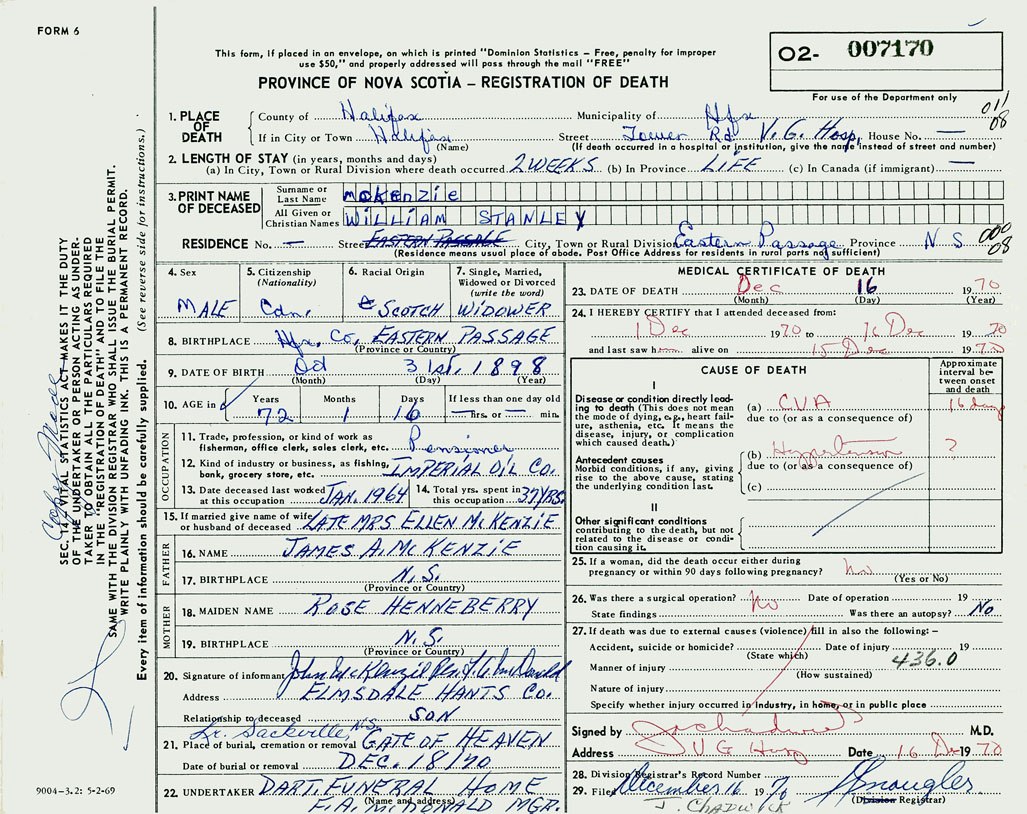 FORM 6
This form, if placed in an envelope, on which is printed "Dominion Statistics – Free, penalty for improper
use $50," and properly addressed will pass through the mail "FREE"
O2- 007170
PROVINCE OF NOVA SCOTIA – REGISTRATION OF DEATH
For use of the Department only
1. PLACE OF DEATH
County of Halifax Municipality of Hfx 011
If in City or Town Halifax Street Tower Rd V. G. Hosp, House No. — 08
(Name) (If death occurred in a hospital or institution, give the name instead of street and number)
2. LENGTH OF STAY (in years, months and days)
(a) In City, Town or Rural Division where death occurred 2 WEEKS (b) In Province LIFE (c) In Canada (if immigrant) —
3. PRINT NAME OF DECEASED
Surname or Last Name McKenzie
All Given or Christian Names WILLIAM STANLEY
RESIDENCE No. — Street EASTERN PASSAGE City, Town or Rural Division Eastern Passage Province N S 000
08
(Residence means usual place of abode. Post Office Address for residents in rural parts not sufficient)
4. Sex
MALE
5. Citizenship
(Nationality)
Cdn.
6. Racial Origin
SCOTCH
7. Single, Married,
Widowed or Divorced
(write the word)
WIDOWER
8. BIRTHPLACE Hfx. Co. EASTERN PASSAGE
(Province or Country)
9. DATE OF BIRTH Oct 31st, 1898
(Month) (Day) (Year)
10. AGE in
Years Months Days If less than one day old
72 1 16 hrs. or min.
OCCUPATION
11. Trade, profession, or kind of work as
fisherman, office clerk, sales clerk, etc. Pensioner
12. Kind of industry or business, as fishing,
bank, grocery store, etc. IMPERIAL OIL CO.
13. Date deceased last worked
at this occupation JAN. 1964
14. Total yrs. spent in
this occupation 37 YRS.
15. If married give name of wife
or husband of deceased LATE MRS ELLEN McKENZIE
FATHER
16. NAME JAMES A. McKENZIE
17. BIRTHPLACE N.S.
(Province or Country)
MOTHER
18. MAIDEN NAME ROSE HENNEBERRY
19. BIRTHPLACE N.S.
(Province or Country)
20. Signature of informant John McKenzie Per. F A McDonald
Address ELMSDALE HANTS CO.
Relationship to deceased SON
Lr. Sackville, N.S.
21. Place of burial, cremation or removal GATE OF HEAVEN
Date of burial or removal DEC. 18/70
22. UNDERTAKER DART. FUNERAL HOME
(Name and address)
F. A. McDONALD MGR.
MEDICAL CERTIFICATE OF DEATH
23. DATE OF DEATH Dec 16 1970
(Month) (Day) (Year)
24. I HEREBY CERTIFY that I attended deceased from:
1 Dec 1970 to 16 Dec 1970
and last saw h alive on 15 Dec 1970
CAUSE OF DEATH
Approximate
interval be-
tween onset
and death
I
Disease or condition directly lead-
ing to death (This does not mean
the mode of dying, e.g., heart fail-
ure, asthenia, etc. It means the
disease, injury, or complication
which caused death.)
(a) CVA 16 days
due to (or as a consequence of)
Antecedent causes
Morbid conditions, if any, giving
rise to the above cause, stating
the underlying condition last.
(b) Hypertension ?
due to (or as a consequence of)
(c)
II
Other significant conditions
contributing to the death, but not
related to the disease or condi-
tion causing it.
25. If a woman, did the death occur either during
pregnancy or within 90 days following pregnancy? No
(Yes or No)
26. Was there a surgical operation? No Date of operation 19
State findings Was there an autopsy? No
27. If death was due to external causes (violence) fill in also the following: –
Accident, suicide or homicide? Date of injury 19
(State which)
436.0
Manner of injury
(How sustained)
Nature of injury
Specify whether injury occurred in industry, in home, or in public place
Signed by J Chadwick M.D.
Address V G Hosp Date 16 Dec 1970
28. Division Registrar's Record Number
29. Filed December 16 1970
(Division Registrar)
J. CHADWICK
SEC. 14, VITAL STATISTICS ACT MAKES IT THE DUTY
OF THE UNDERTAKER OR PERSON ACTING AS UNDER-
TAKER TO OBTAIN ALL THE PARTICULARS REQUIRED
IN THE "REGISTRATION OF DEATH" AND TO FILE THE
SAME WITH THE DIVISION REGISTRAR WHO SHALL ISSUE THE BURIAL PERMIT.
WRITE PLAINLY WITH UNFADING INK. THIS IS A PERMANENT RECORD.
Every item of information should be carefully supplied. (See reverse side for instructions.)
9004-3.2: 5-2-69